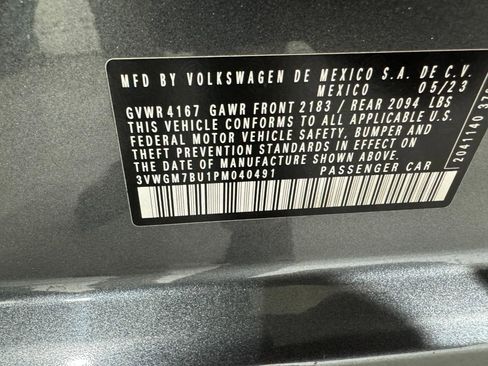 MFD BY VOLKSWAGEN DE MEXICO S.A. DE C.V.
MEXICO 05/23
GVWR 4167 GAWR FRONT 2183 / REAR 2094 LBS
THIS VEHICLE CONFORMS TO ALL APPLICABLE U.S.
FEDERAL MOTOR VEHICLE SAFETY, BUMPER AND
THEFT PREVENTION STANDARDS IN EFFECT ON
THE DATE OF MANUFACTURE SHOWN ABOVE.
3VWGM7BU1PM040491 PASSENGER CAR
2041140